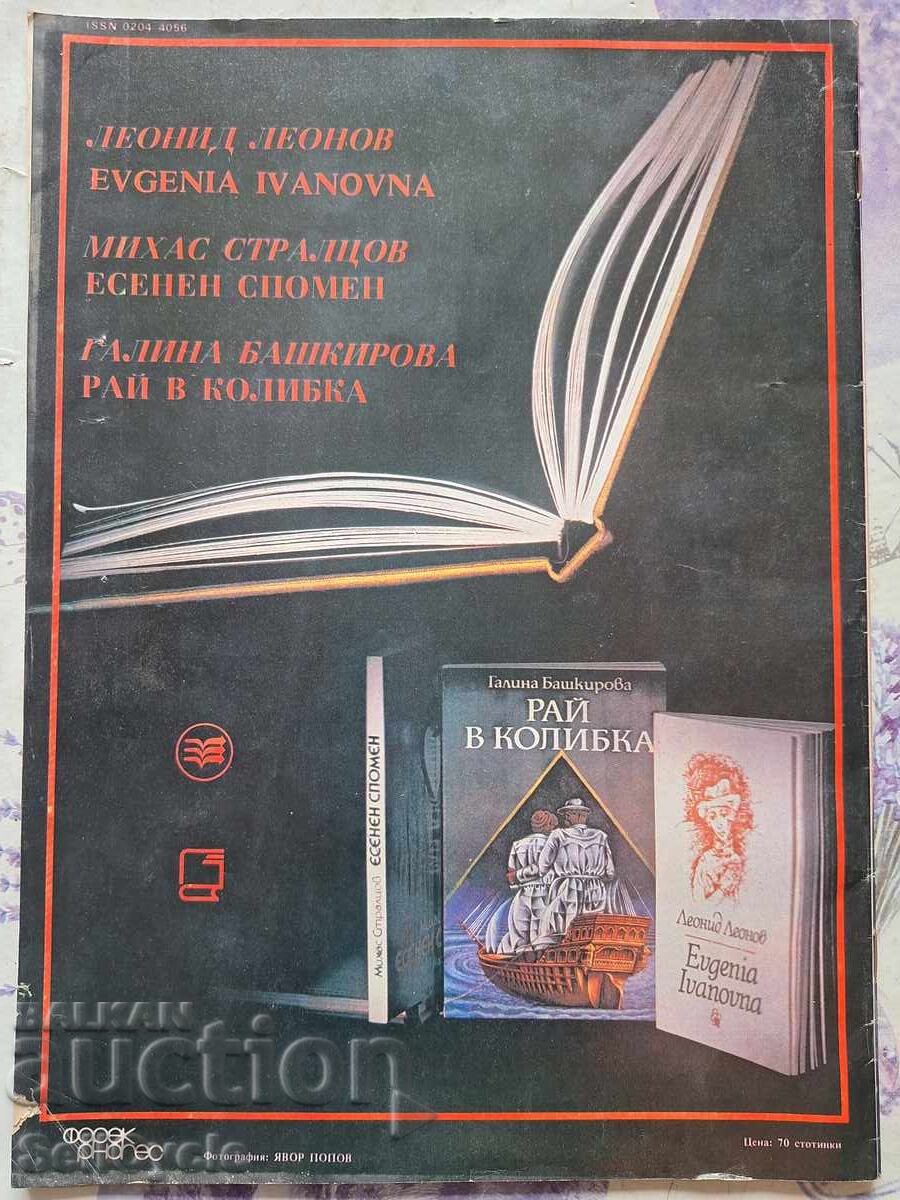 ISSN 0204 4056
ЛЕОНИД ЛЕОНОВ
EVGENIA IVANOVNA
МИХАС СТРАЛЦОВ
ЕСЕНЕН СПОМЕН
ГАЛИНА БАШКИРОВА
РАЙ В КОЛИБКА
Михас Стралцов ЕСЕНЕН СПОМЕН
Галина Башкирова
РАЙ
В КОЛИБКА
Леонид Леонов
Evgenia
Ivanovna
BALKAN
auction
Фотография: ЯВОР ПОПОВ
Цена: 70 стотинки